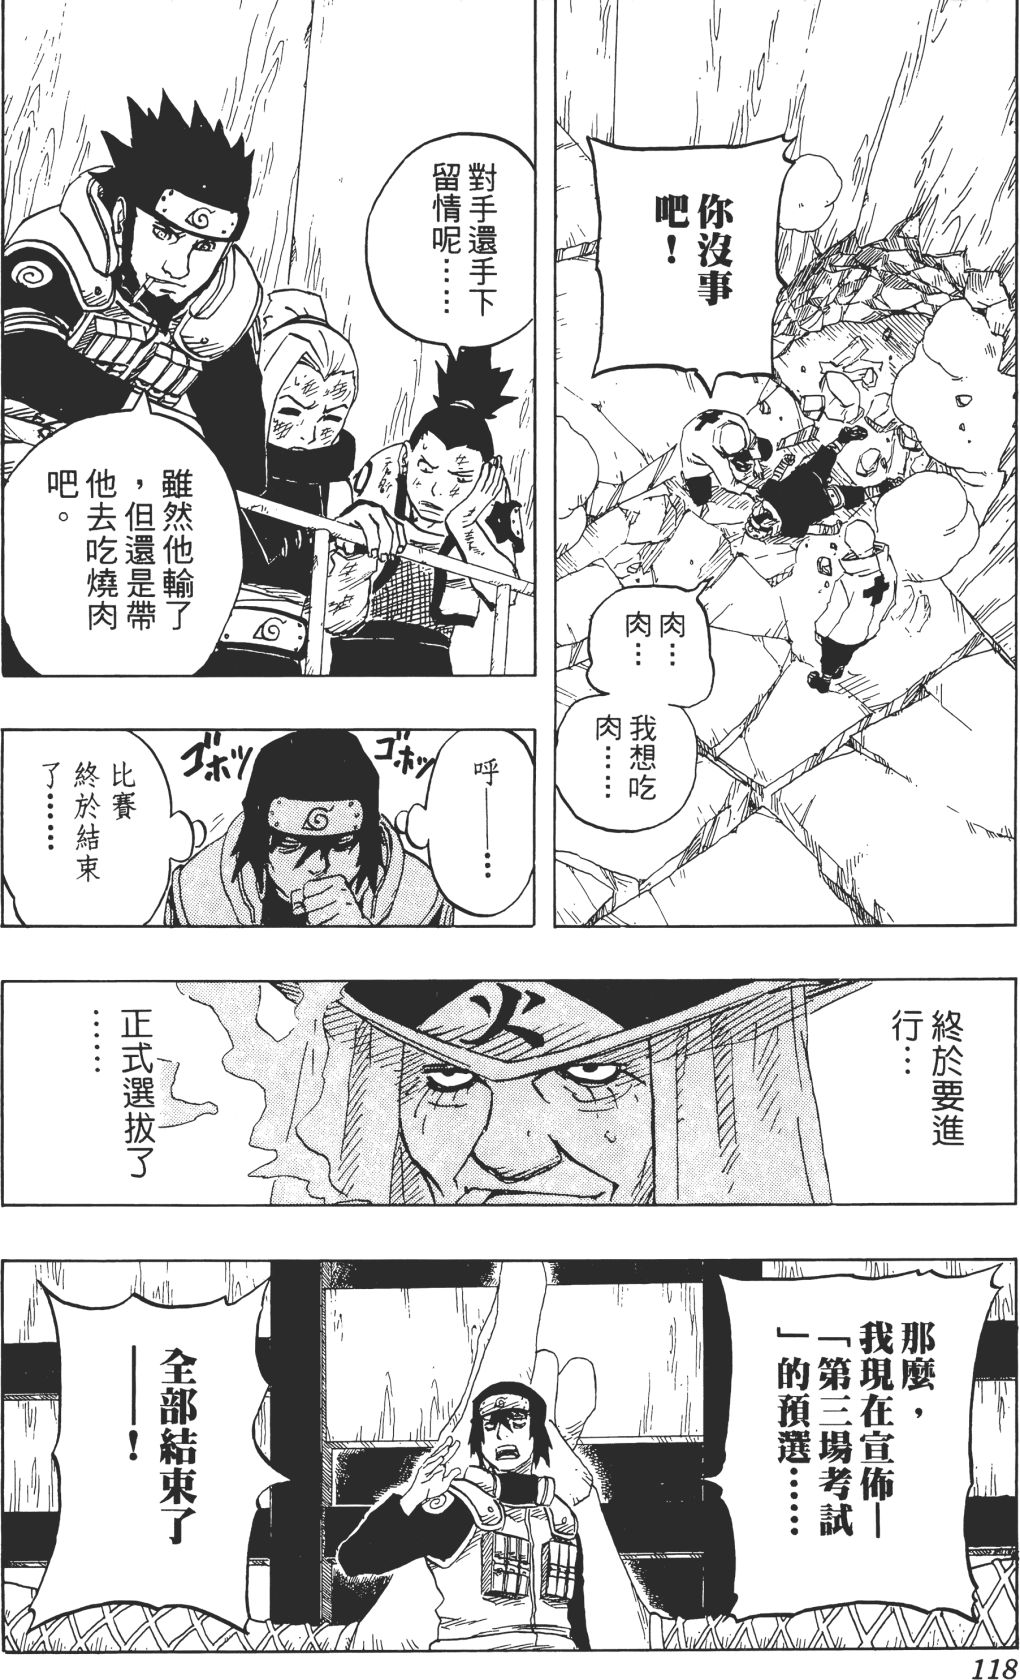 你沒事
吧！
肉…
肉…
我想吃
肉……
對手還手下
留情呢……
雖然他輸了
，但還是帶
他去吃燒肉
吧。
呼——…
ゴホッ
ゴホッ
比賽
終於結束
了……
終於要進
行…
火
正式選拔了
……
那麼，
我現在宣佈—
「第三場考試
」的預選……
全部結束了
——！
118